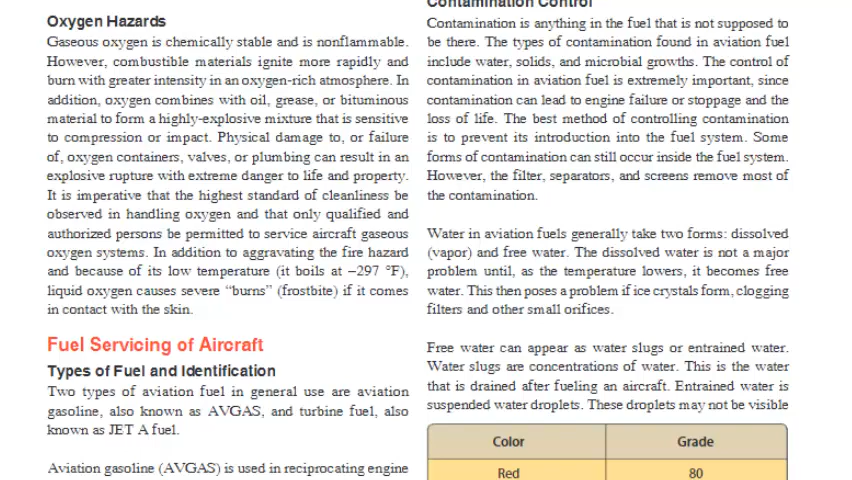 Oxygen Hazards
Gaseous oxygen is chemically stable and is nonflammable.
However, combustible materials ignite more rapidly and
burn with greater intensity in an oxygen-rich atmosphere. In
addition, oxygen combines with oil, grease, or bituminous
material to form a highly-explosive mixture that is sensitive
to compression or impact. Physical damage to, or failure
of, oxygen containers, valves, or plumbing can result in an
explosive rupture with extreme danger to life and property.
It is imperative that the highest standard of cleanliness be
observed in handling oxygen and that only qualified and
authorized persons be permitted to service aircraft gaseous
oxygen systems. In addition to aggravating the fire hazard
and because of its low temperature (it boils at –297 °F),
liquid oxygen causes severe “burns” (frostbite) if it comes
in contact with the skin.
Fuel Servicing of Aircraft
Types of Fuel and Identification
Two types of aviation fuel in general use are aviation
gasoline, also known as AVGAS, and turbine fuel, also
known as JET A fuel.
Aviation gasoline (AVGAS) is used in reciprocating engine
Contamination Control
Contamination is anything in the fuel that is not supposed to
be there. The types of contamination found in aviation fuel
include water, solids, and microbial growths. The control of
contamination in aviation fuel is extremely important, since
contamination can lead to engine failure or stoppage and the
loss of life. The best method of controlling contamination
is to prevent its introduction into the fuel system. Some
forms of contamination can still occur inside the fuel system.
However, the filter, separators, and screens remove most of
the contamination.
Water in aviation fuels generally take two forms: dissolved
(vapor) and free water. The dissolved water is not a major
problem until, as the temperature lowers, it becomes free
water. This then poses a problem if ice crystals form, clogging
filters and other small orifices.
Free water can appear as water slugs or entrained water.
Water slugs are concentrations of water. This is the water
that is drained after fueling an aircraft. Entrained water is
suspended water droplets. These droplets may not be visible
Color Grade
Red 80